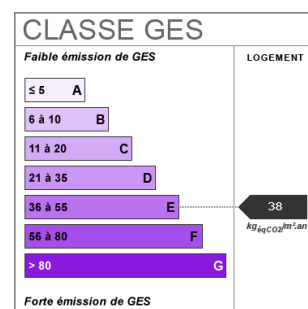 CLASSE GES
Faible émission de GES
LOGEMENT
≤ 5 A
6 à 10 B
11 à 20 C
21 à 35 D
36 à 55 E
38
kgéqCO2/m².an
56 à 80 F
> 80 G
Forte émission de GES